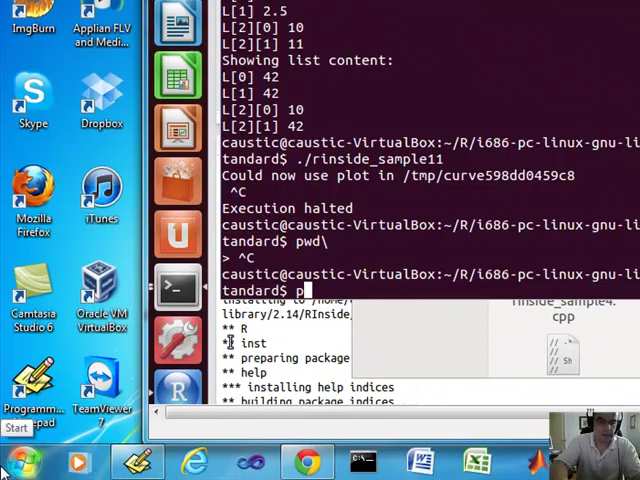 ImgBurn
Applian FLV
and Medi...
Skype
Dropbox
Mozilla
Firefox
iTunes
Camtasia
Studio 6
Oracle VM
VirtualBox
Programm...
TeamViewer
7
Start
L[1] 2.5
L[2][0] 10
L[2][1] 11
Showing list content:
L[0] 42
L[1] 42
L[2][0] 10
L[2][1] 42
caustic@caustic-VirtualBox:~/R/i686-pc-linux-gnu-li
tandard$ ./rinside_sample11
Could now use plot in /tmp/curve598dd0459c8
^C
Execution halted
caustic@caustic-VirtualBox:~/R/i686-pc-linux-gnu-li
tandard$ pwd\
> ^C
caustic@caustic-VirtualBox:~/R/i686-pc-linux-gnu-li
tandard$ p
library/2.14/RInside/
** R
** inst
** preparing package
** help
*** installing help indices
** building package indices
rinside_sample4.
cpp
// -*
// Sh